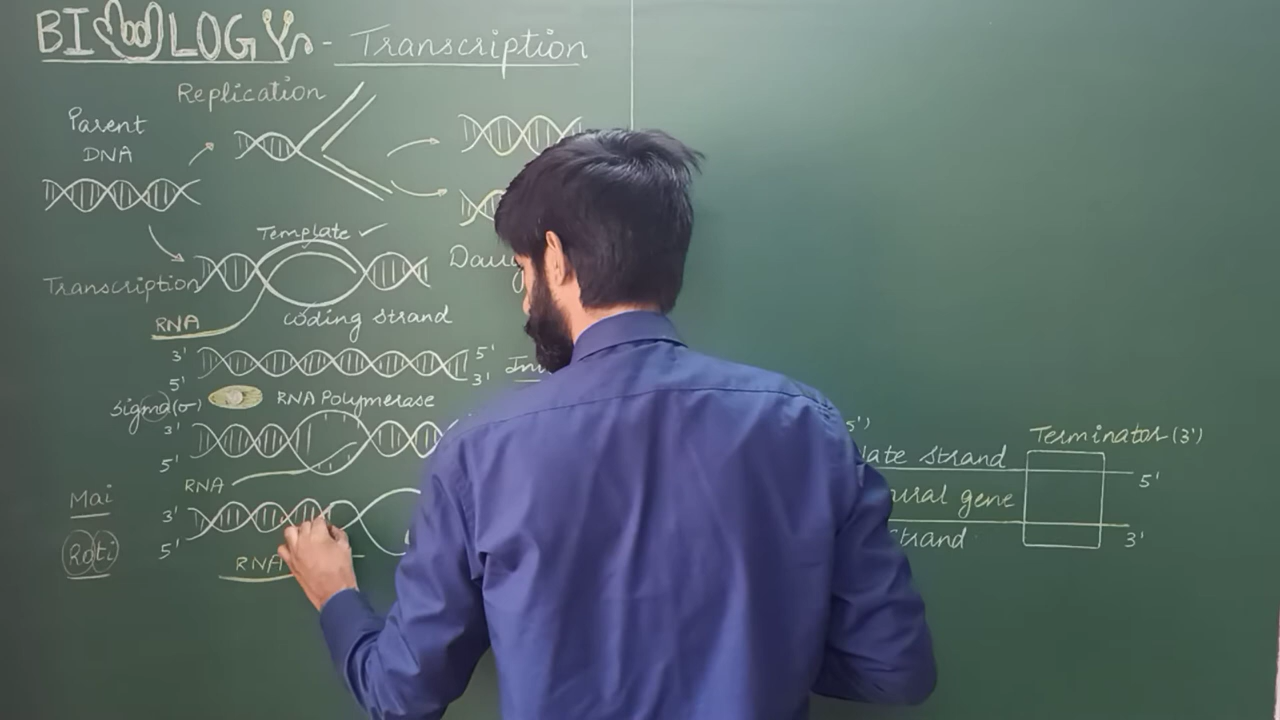 BIOLOGY - Transcription
Replication
Parent
DNA
Template ✓
Transcription
RNA
coding strand
3' 5'
5' 3'
Sigma(σ) RNA Polymerase
3'
5'
RNA
Mai
3'
Roti
5'
RNA
Terminator (3')
5')
strand
5'
gene
strand
3'